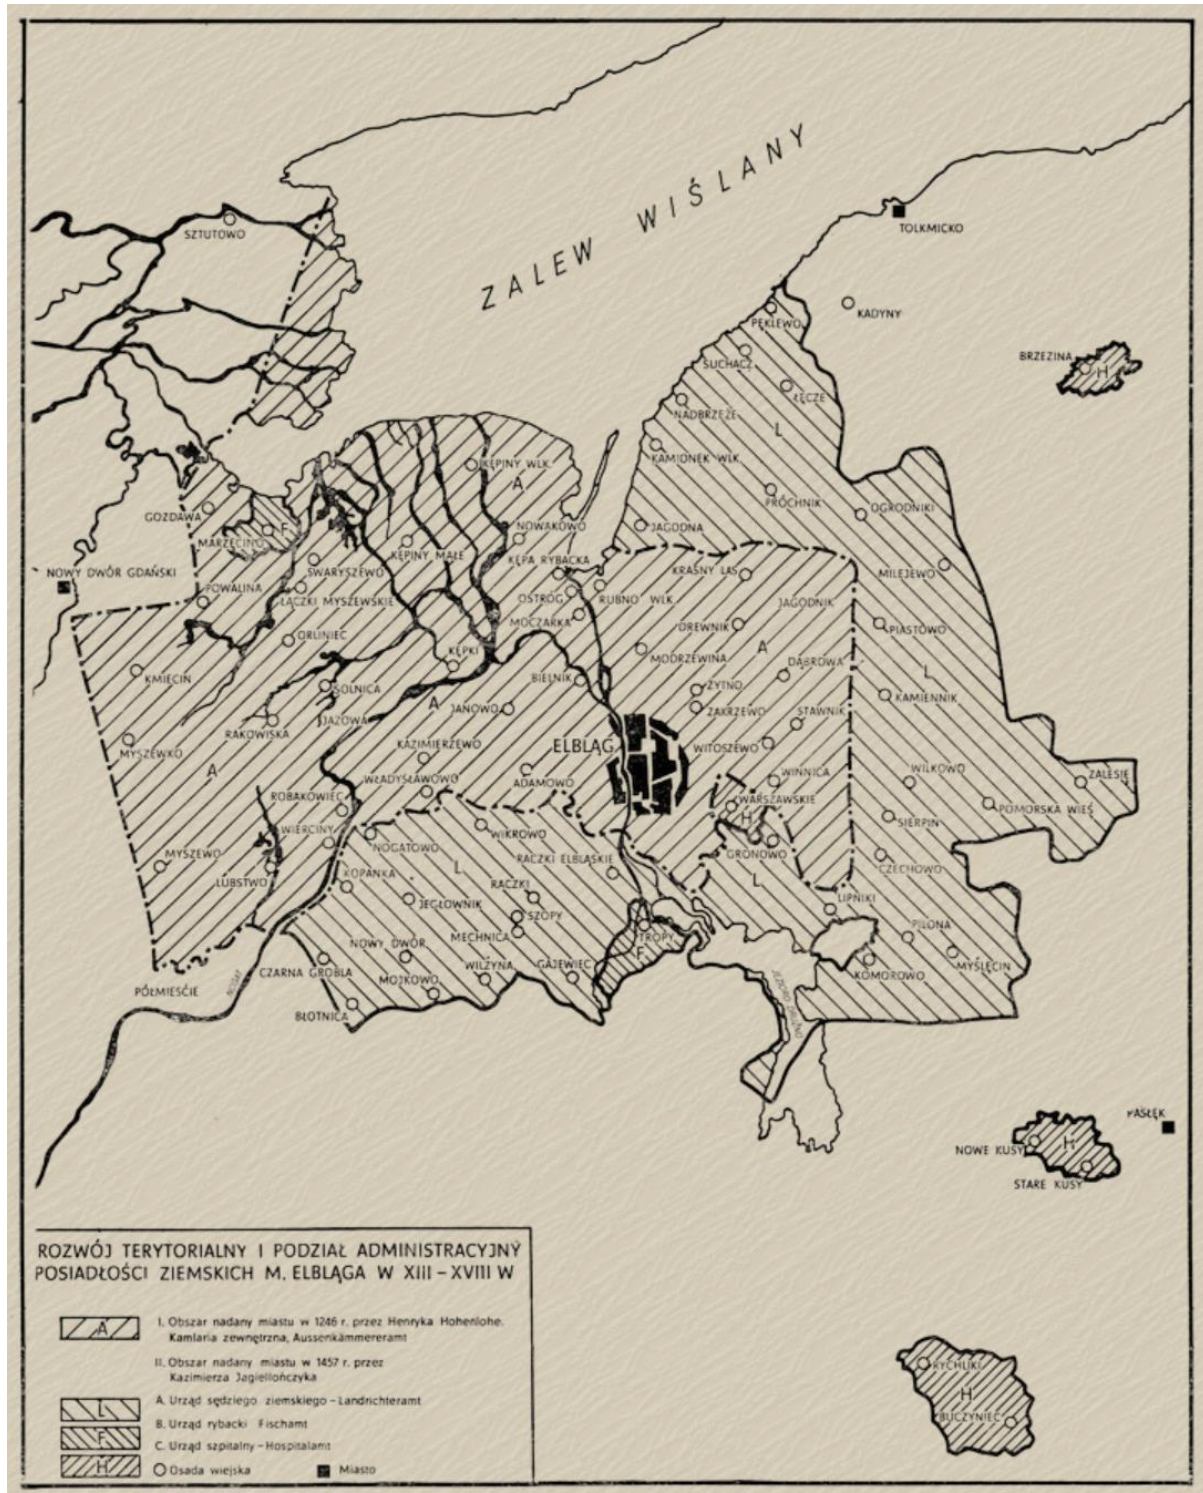 ZALEW WIŚLANY
SZTUTOWO
TOLKMICKO
KADYNY
PĘKLEWO
BRZEZINA
H
SUCHACZ
ŁĘCZE
NADBRZEŻE
L
KAMIONEK WLK.
KĘPINY WLK.
A
PRÓCHNIK
OGRODNIKI
GOZDAWA
MARZĘCINO
F
NOWAKOWO
JAGODNA
KĘPINY MAŁE
KĘPA RYBACKA
NOWY DWÓR GDAŃSKI
SWARYSZEWO
KRASNY LAS
MILEJEWO
POWALINA
ŁĄCZKI MYSZEWSKIE
OSTRÓG
RUBNO WLK.
JAGODNIK
MOCZARKA
DREWNIK
PIASTOWO
ORLINIEC
KĘPKI
MODRZEWINA
A
DĄBROWA
L
KMIECIN
SOLNICA
BIELNIK
ŻYTNO
KAMIENNIK
A
JANOWO
ZAKRZEWO
STAWNIK
RAKOWISKA
JAZOWA
MYSZEWKO
KAZIMIERZEWO
ELBLĄG
WITOSZEWO
A
WŁADYSŁAWOWO
ADAMOWO
WINNICA
WILKOWO
ZALESIE
ROBAKOWIEC
WARSZAWSKIE
POMORSKA WIEŚ
H
SIERPIN
WIERCINY
NOGATOWO
WIKROWO
GRONOWO
MYSZEWO
L
RACZKI ELBLĄSKIE
CZECHOWO
LUBSTWO
KOPANKA
RACZKI
L
JEGŁOWNIK
LIPNIKI
SZOPY
TROPY
PILONA
MECHNICA
NOWY DWÓR
F
CZARNA GROBLA
WILŻYNA
GAJEWIEC
KOMOROWO
MYŚLĘCIN
MOJKOWO
PÓŁMIEŚCIE
NOGAT
JEZIORO DRUŻNO
BŁOTNICA
PASŁĘK
NOWE KUSY
H
STARE KUSY
RYCHLIKI
H
BUCZYNIEC
ROZWÓJ TERYTORIALNY I PODZIAŁ ADMINISTRACYJNY
POSIADŁOŚCI ZIEMSKICH M. ELBLĄGA W XIII – XVIII W
A
I. Obszar nadany miastu w 1246 r. przez Henryka Hohenlohe.
Kamlaria zewnętrzna, Aussenkämmereramt
II. Obszar nadany miastu w 1457 r. przez
Kazimierza Jagiellończyka
L
A. Urząd sędziego ziemskiego – Landrichteramt
F
B. Urząd rybacki Fischamt
C. Urząd szpitalny – Hospitalamt
H
Osada wiejska
Miasto